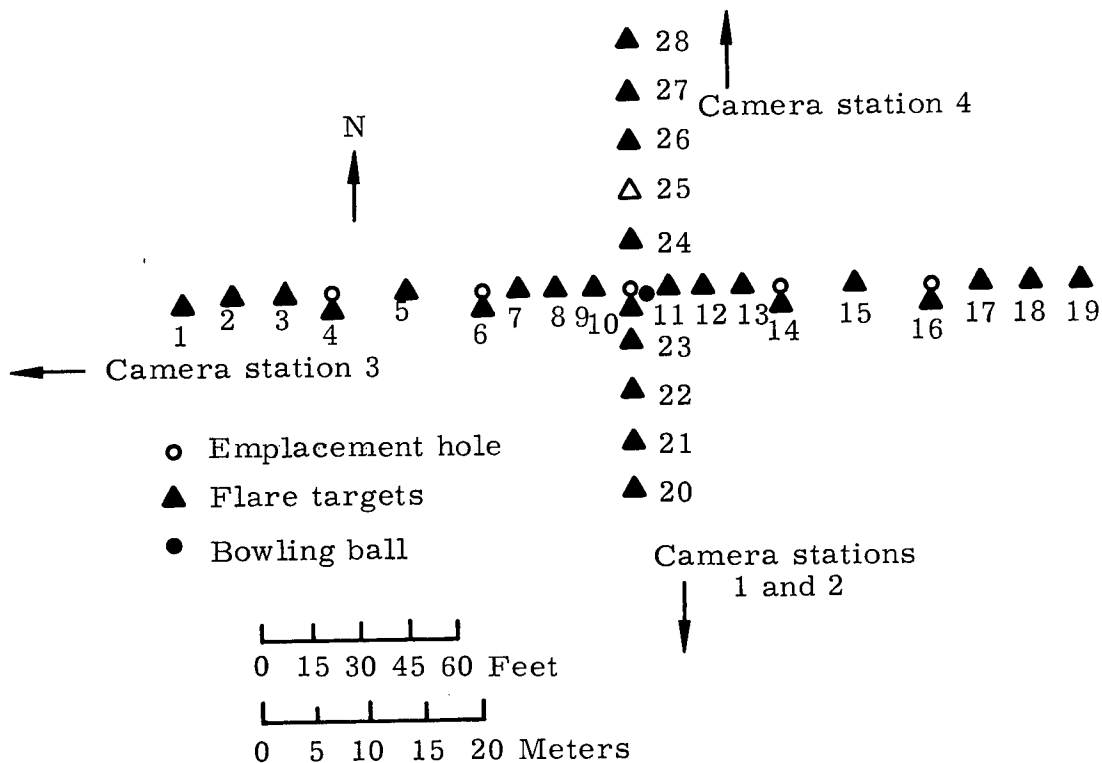 28
27
Camera station 4
N
26
25
24
1 2 3 4 5 6 7 8 9 10 11 12 13 14 15 16 17 18 19
23
Camera station 3
22
21
20
Emplacement hole
Flare targets
Bowling ball
Camera stations
1 and 2
0 15 30 45 60 Feet
0 5 10 15 20 Meters